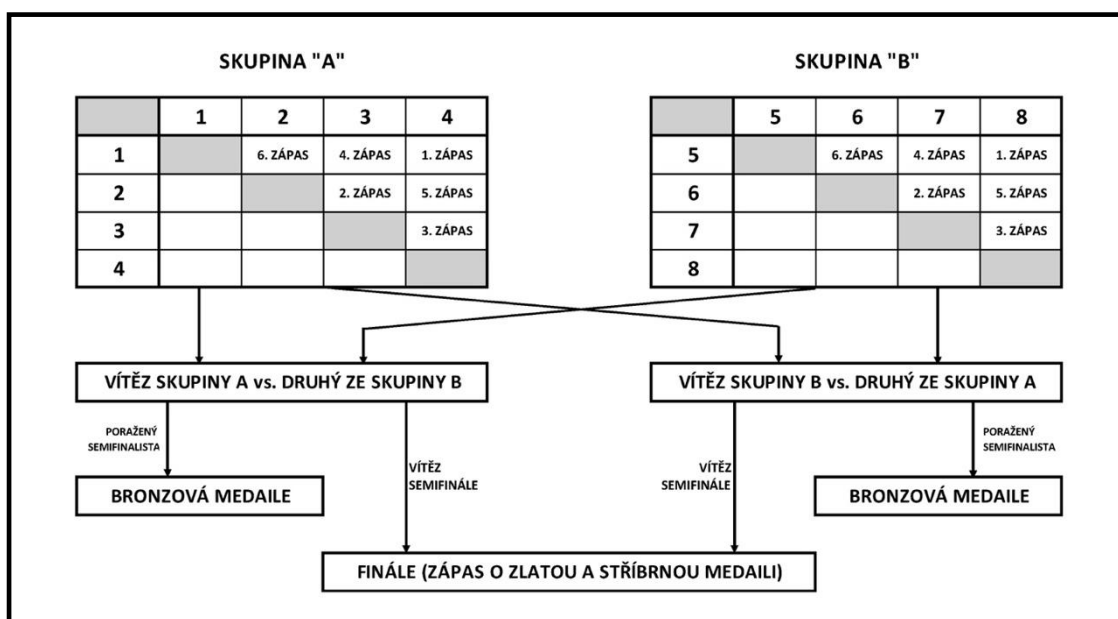 SKUPINA "A"
1 2 3 4
1 6. ZÁPAS 4. ZÁPAS 1. ZÁPAS
2 2. ZÁPAS 5. ZÁPAS
3 3. ZÁPAS
4
SKUPINA "B"
5 6 7 8
5 6. ZÁPAS 4. ZÁPAS 1. ZÁPAS
6 2. ZÁPAS 5. ZÁPAS
7 3. ZÁPAS
8
VÍTĚZ SKUPINY A vs. DRUHÝ ZE SKUPINY B
VÍTĚZ SKUPINY B vs. DRUHÝ ZE SKUPINY A
PORAŽENÝ
SEMIFINALISTA
VÍTĚZ
SEMIFINÁLE
VÍTĚZ
SEMIFINÁLE
PORAŽENÝ
SEMIFINALISTA
BRONZOVÁ MEDAILE
BRONZOVÁ MEDAILE
FINÁLE (ZÁPAS O ZLATOU A STŘÍBRNOU MEDAILI)